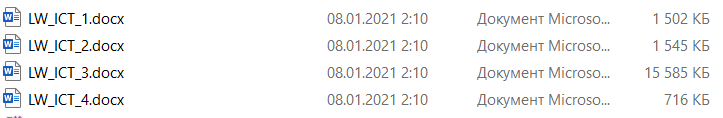 LW_ICT_1.docx 08.01.2021 2:10 Документ Microso... 1 502 КБ
LW_ICT_2.docx 08.01.2021 2:10 Документ Microso... 1 545 КБ
LW_ICT_3.docx 08.01.2021 2:10 Документ Microso... 15 585 КБ
LW_ICT_4.docx 08.01.2021 2:10 Документ Microso... 716 КБ